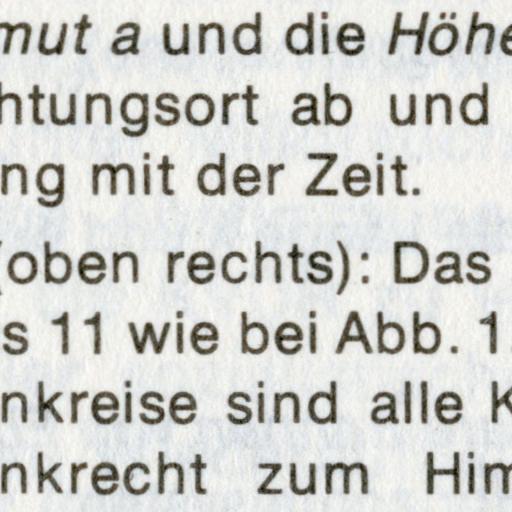 mut a und die Höhe
htungsort ab und
ng mit der Zeit.
(oben rechts): Das
s 11 wie bei Abb. 1.
nkreise sind alle K
nkrecht zum Him